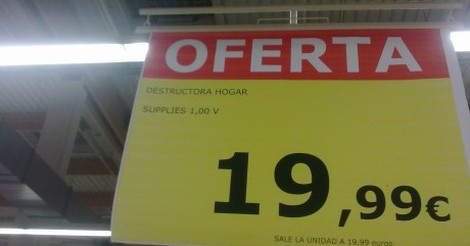 OFERTA
DESTRUCTORA HOGAR
SUPPLIES 1,00 V
19,99€
SALE LA UNIDAD A 19,99 euros.